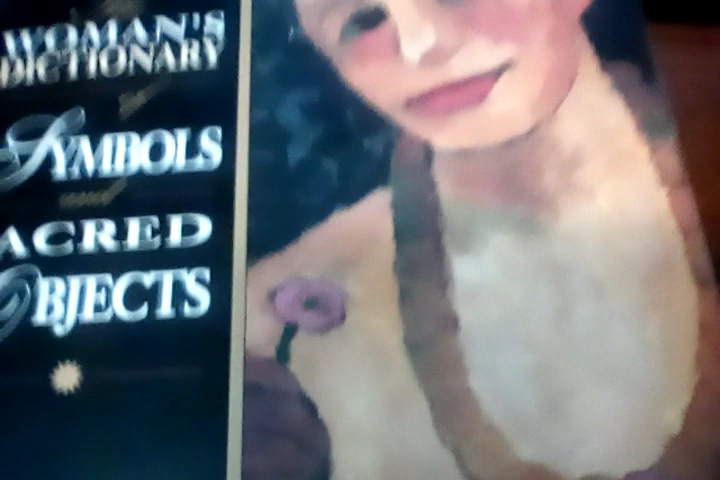 WOMAN'S
DICTIONARY
of
SYMBOLS
and
ACRED
OBJECTS